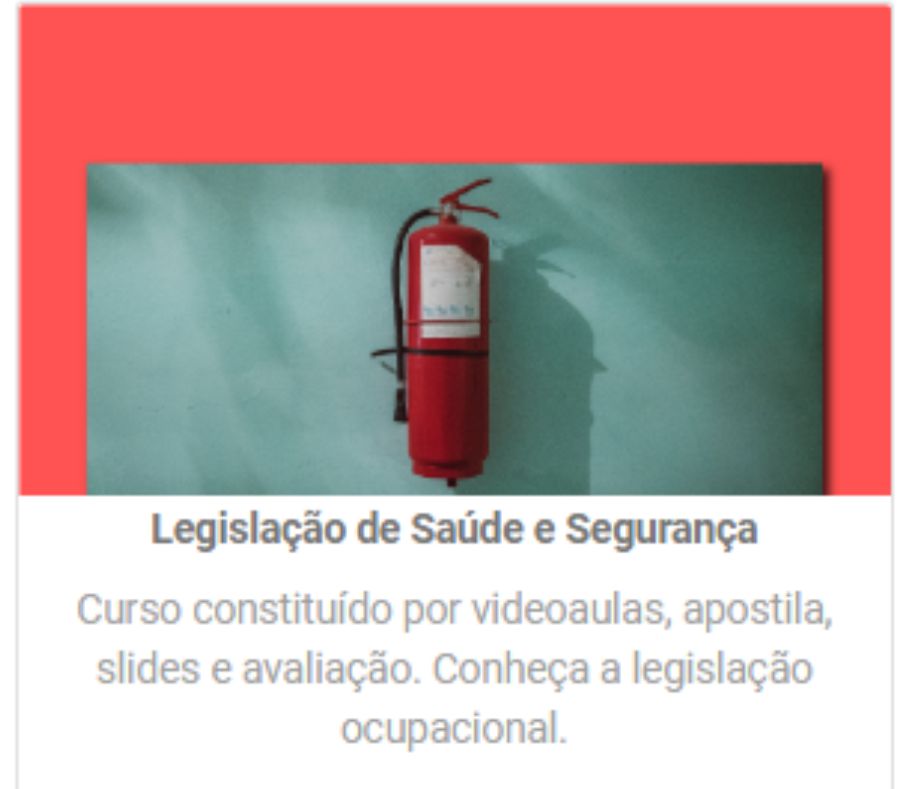 Legislação de Saúde e Segurança
Curso constituído por videoaulas, apostila,
slides e avaliação. Conheça a legislação
ocupacional.